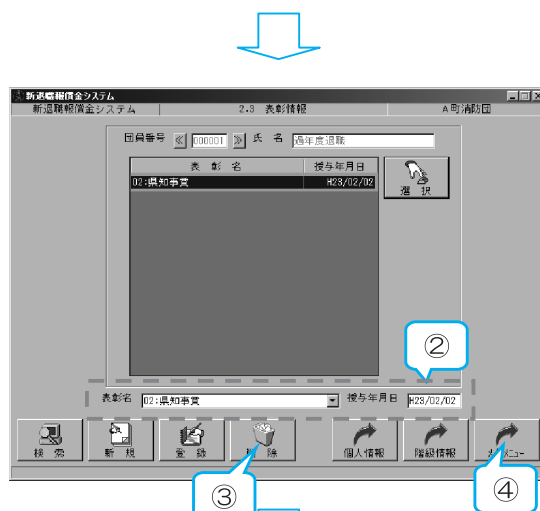 新退職報償金システム
新退職報償金システム 2.3 表彰情報 A町消防団
団員番号 000001 氏 名 過年度退職
表 彰 名 授与年月日
02:県知事賞 H23/02/02
選 択
②
表彰名 02:県知事賞 授与年月日 H23/02/02
検 索 新 規 登 録 除 個人情報 階級情報 メニュー
③ ④